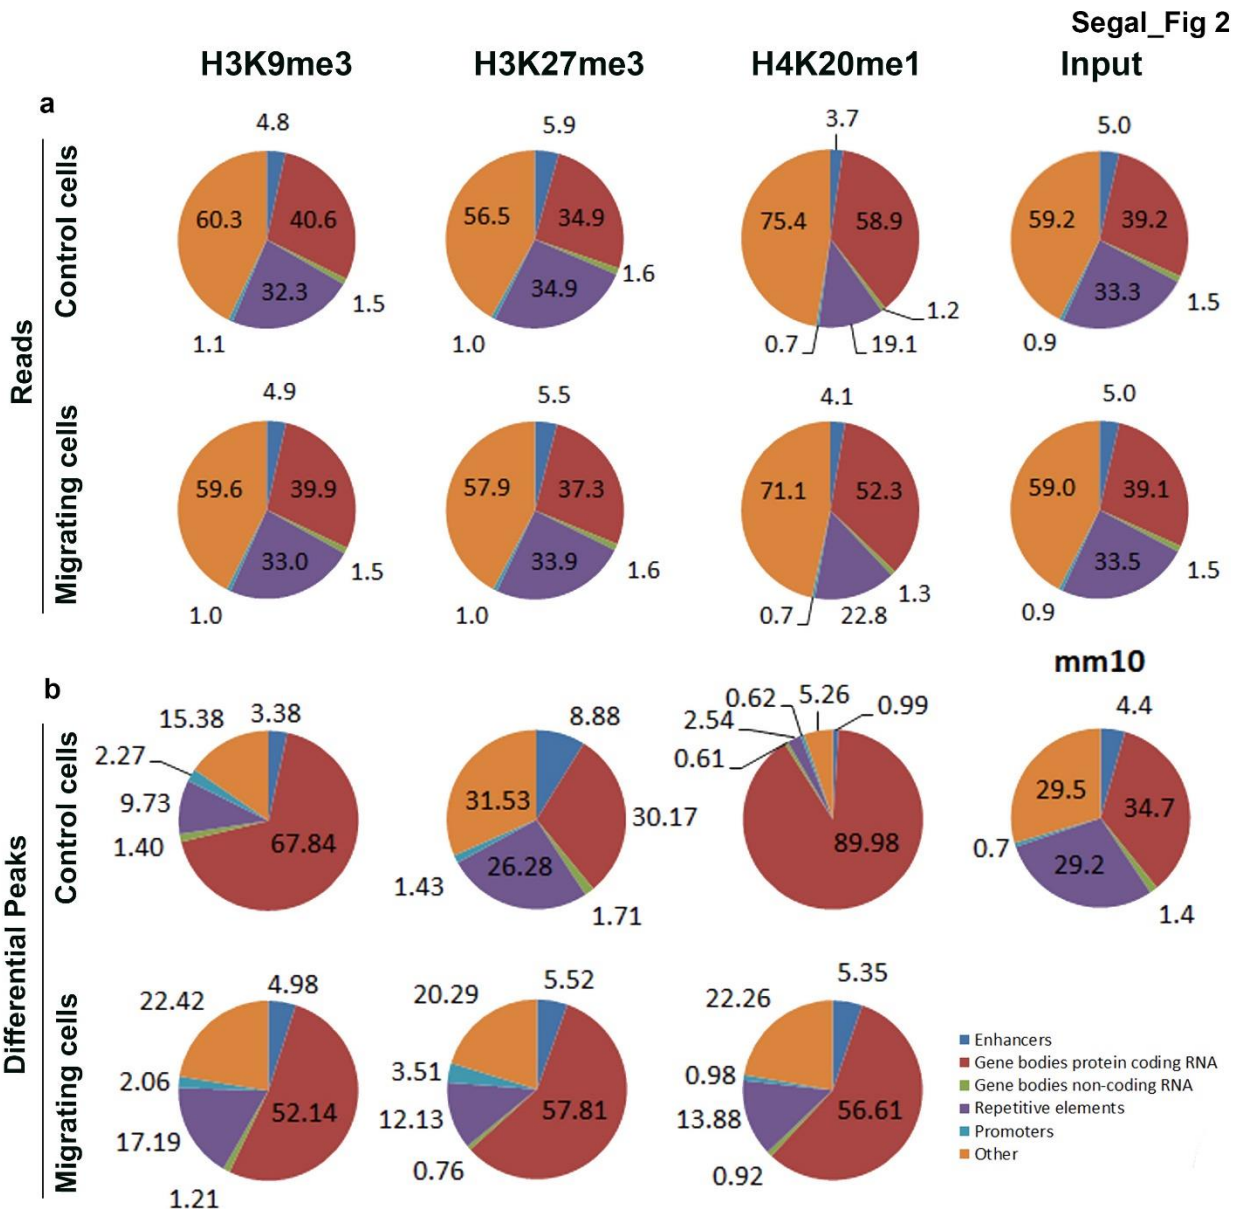 Segal_Fig 2
H3K9me3 H3K27me3 H4K20me1 Input
a
Reads
Control cells
4.8 5.9 3.7 5.0
60.3 40.6 56.5 34.9 75.4 58.9 59.2 39.2
32.3 1.5 34.9 1.6 1.2 33.3 1.5
1.1 1.0 0.7 19.1 0.9
Migrating cells
4.9 5.5 4.1 5.0
59.6 39.9 57.9 37.3 71.1 52.3 59.0 39.1
33.0 1.5 33.9 1.6 1.3 33.5 1.5
1.0 1.0 0.7 22.8 0.9
mm10
b
Differential Peaks
Control cells
15.38 3.38 8.88 0.62 5.26 0.99 4.4
2.27 2.54
9.73 31.53 30.17 0.61 29.5 34.7
1.40 67.84 26.28 89.98 0.7 29.2
1.43 1.71 1.4
Migrating cells
22.42 4.98 20.29 5.52 22.26 5.35
2.06 3.51 0.98
52.14 12.13 57.81 13.88 56.61
17.19 0.76 0.92
1.21
Enhancers
Gene bodies protein coding RNA
Gene bodies non-coding RNA
Repetitive elements
Promoters
Other